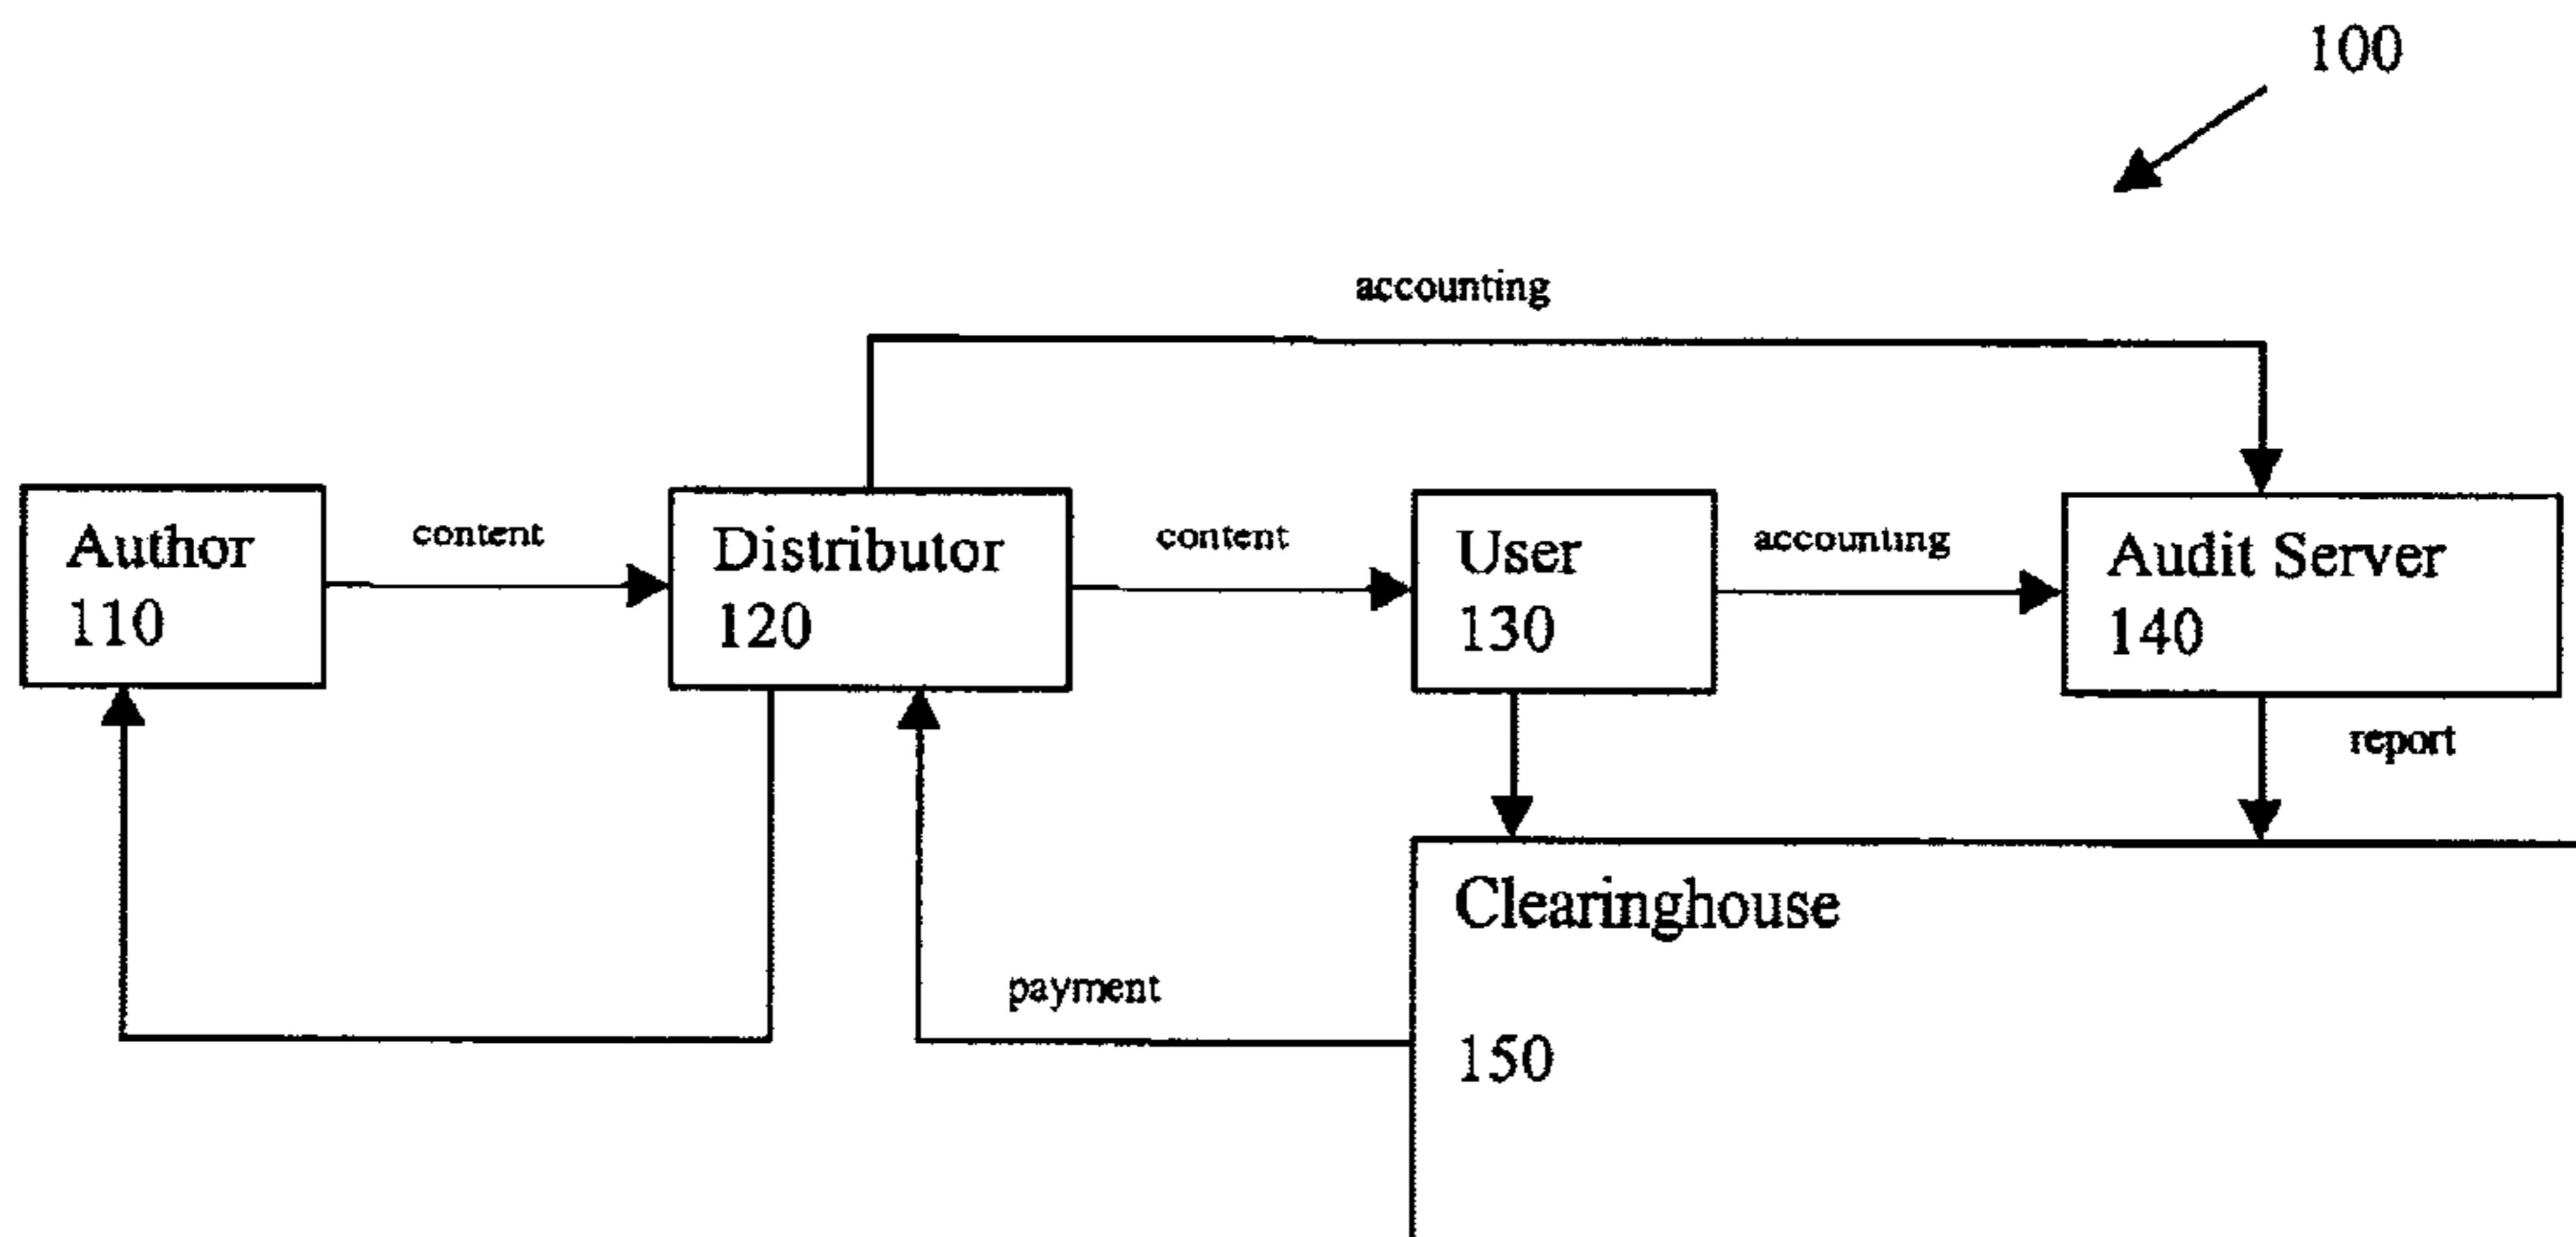 100
accounting
Author
110
content
Distributor
120
content
User
130
accounting
Audit Server
140
report
Clearinghouse
150
payment